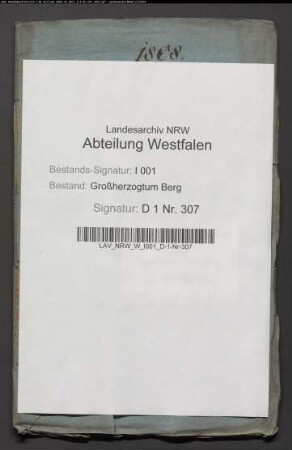 1808.
Landesarchiv NRW
Abteilung Westfalen
Bestands-Signatur: I 001
Bestand: Großherzogtum Berg
Signatur: D 1 Nr. 307
LAV_NRW_W_I001_D-1-Nr-307